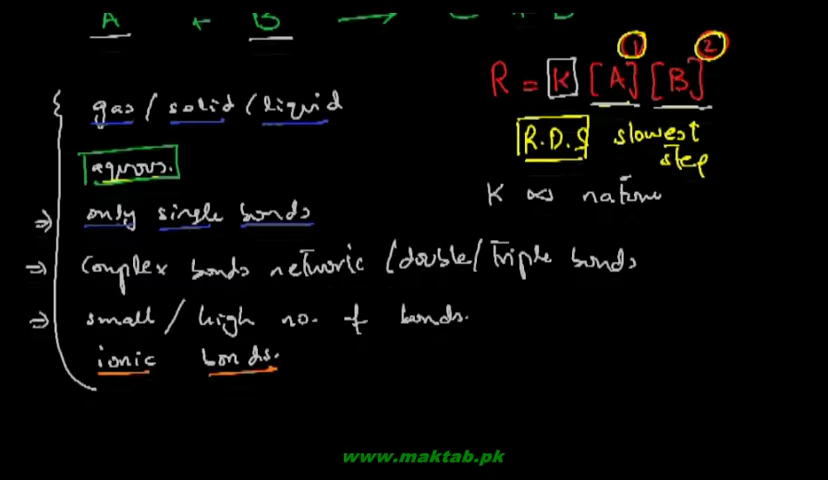 A + B → C + D
R = K [A]① [B]②
R.D.S slowest step
K ∝ nature
gas / solid / liquid
aqueous.
⇒ only single bonds
⇒ Complex bonds networic / double / Triple bonds
⇒ small / high no. of bonds.
ionic bonds.
www.maktab.pk